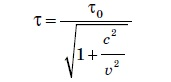 τ = τ₀ / √(1 + c² / v²)